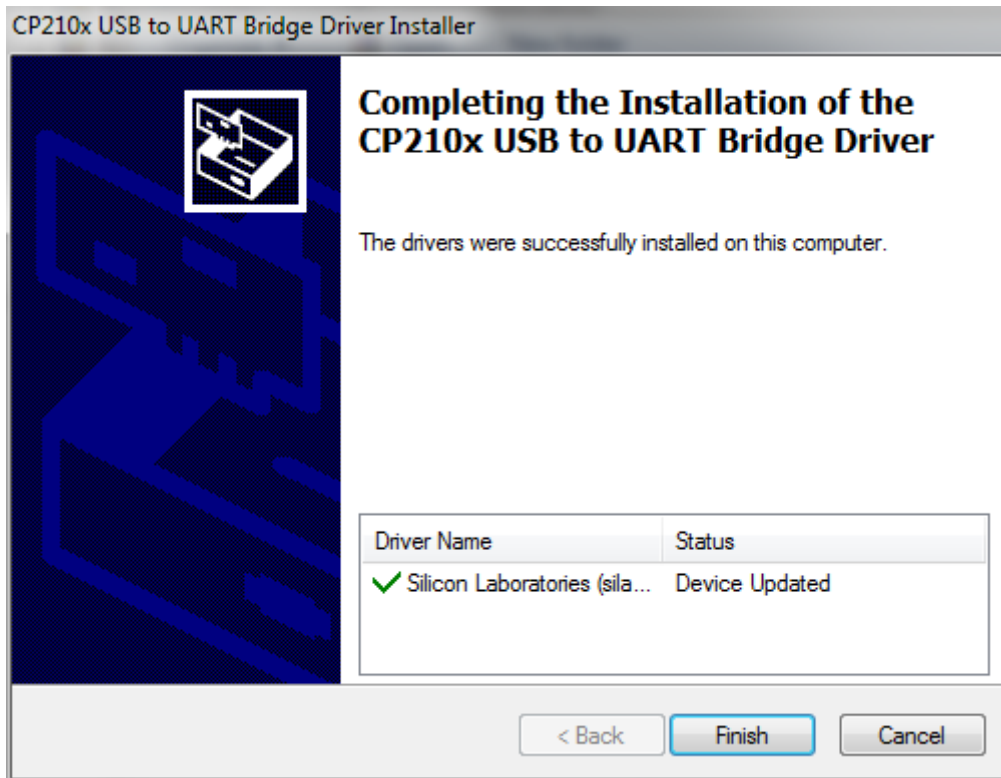 CP210x USB to UART Bridge Driver Installer
Completing the Installation of the
CP210x USB to UART Bridge Driver
The drivers were successfully installed on this computer.
Driver Name Status
Silicon Laboratories (sila... Device Updated
< Back Finish Cancel